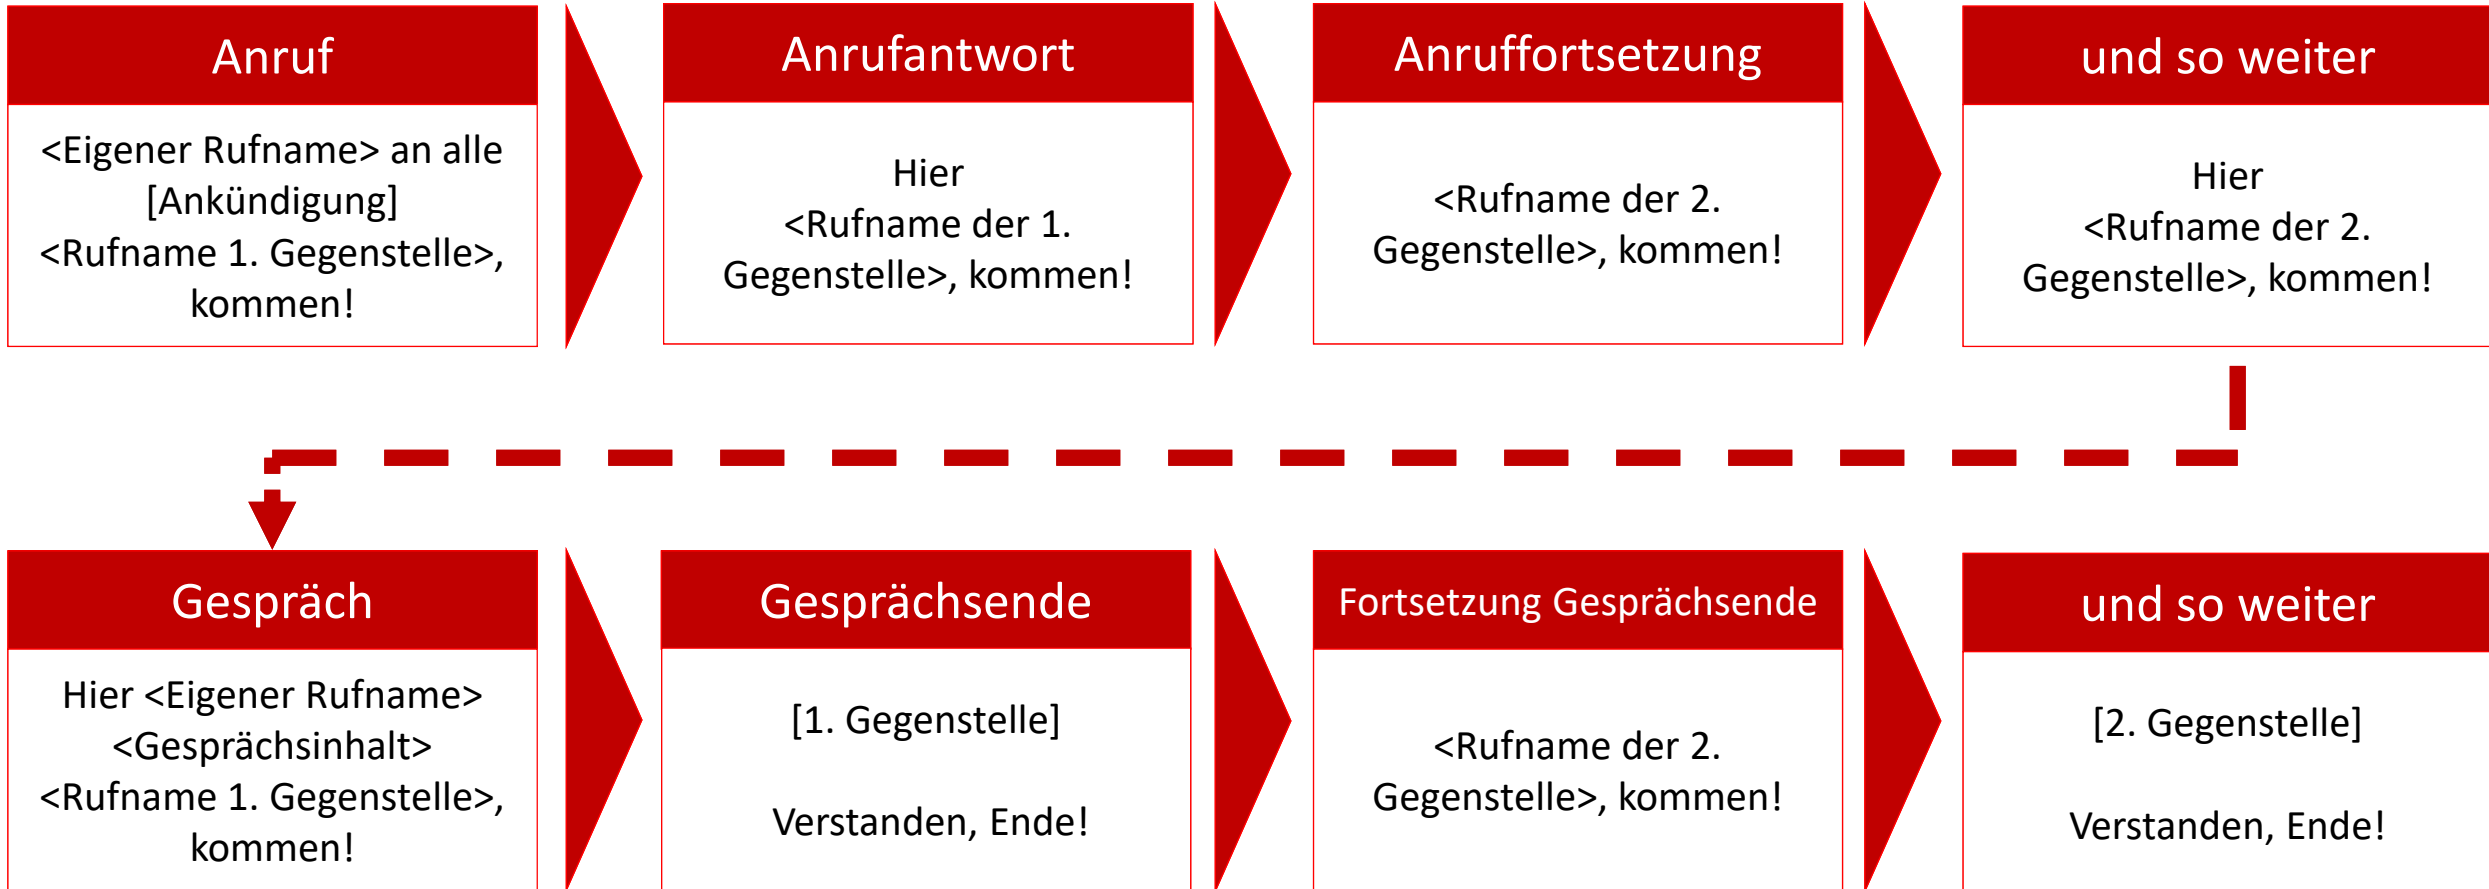 Anruf
<Eigener Rufname> an alle
[Ankündigung]
<Rufname 1. Gegenstelle>,
kommen!
Anrufantwort
Hier
<Rufname der 1.
Gegenstelle>, kommen!
Anruffortsetzung
<Rufname der 2.
Gegenstelle>, kommen!
und so weiter
Hier
<Rufname der 2.
Gegenstelle>, kommen!
Gespräch
Hier <Eigener Rufname>
<Gesprächsinhalt>
<Rufname 1. Gegenstelle>,
kommen!
Gesprächsende
[1. Gegenstelle]
Verstanden, Ende!
Fortsetzung Gesprächsende
<Rufname der 2.
Gegenstelle>, kommen!
und so weiter
[2. Gegenstelle]
Verstanden, Ende!